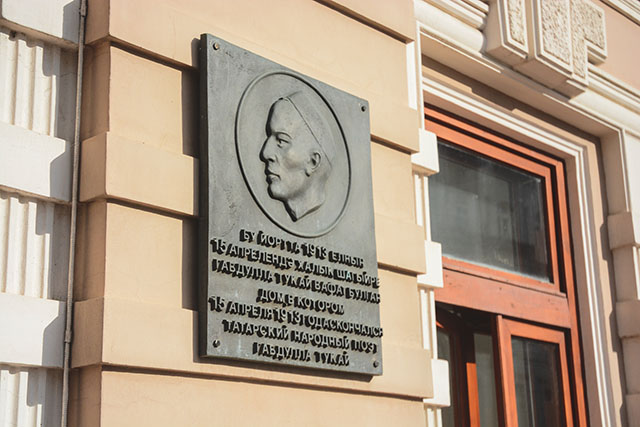 БУ ЙОРТТА 1913 ЕЛНЫҢ
15 АПРЕЛЕНДӘ ХАЛЫК ШАГЫЙРЕ
ГАБДУЛЛА ТУКАЙ ВАФАТ БУЛГАН
ДОМ В КОТОРОМ
15 АПРЕЛЯ 1913 ГОДА СКОНЧАЛСЯ
ТАТАРСКИЙ НАРОДНЫЙ ПОЭТ
ГАБДУЛЛА ТУКАЙ